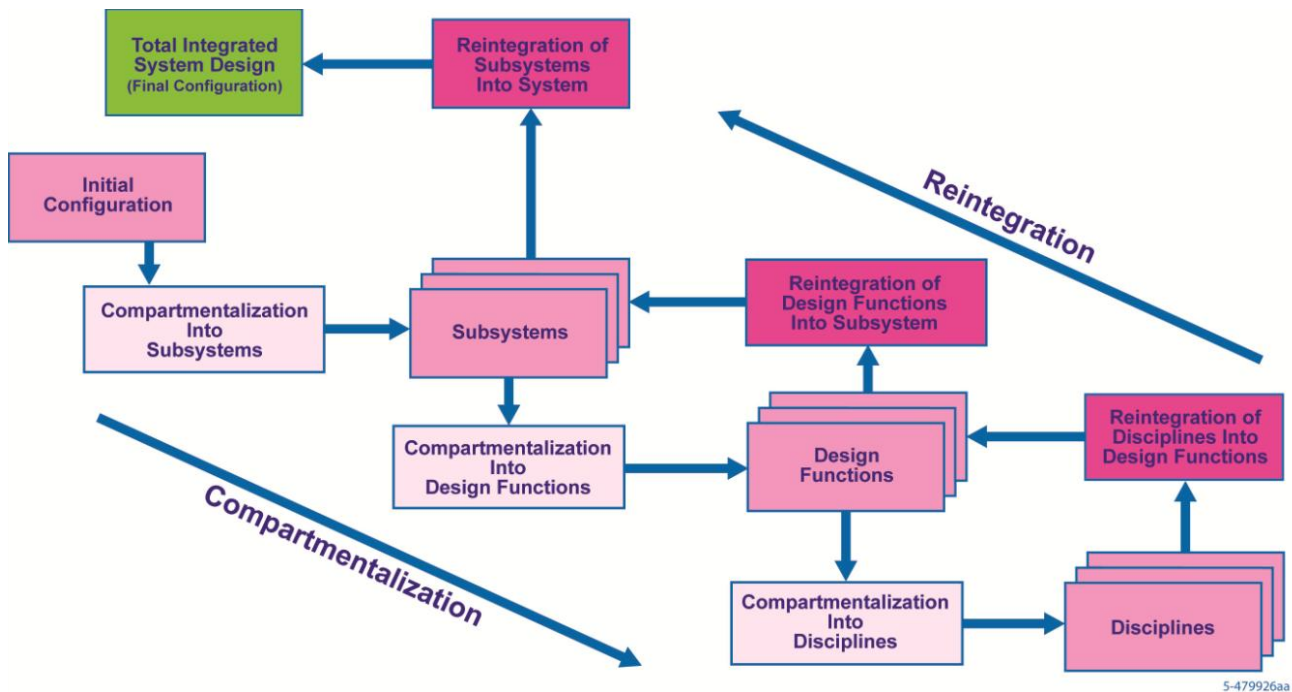 Total Integrated
System Design
(Final Configuration)
Reintegration of
Subsystems
Into System
Initial
Configuration
Reintegration
Compartmentalization
Into
Subsystems
Subsystems
Reintegration of
Design Functions
Into Subsystem
Compartmentalization
Into
Design Functions
Design
Functions
Reintegration of
Disciplines Into
Design Functions
Compartmentalization
Compartmentalization
Into
Disciplines
Disciplines
5-479926aa